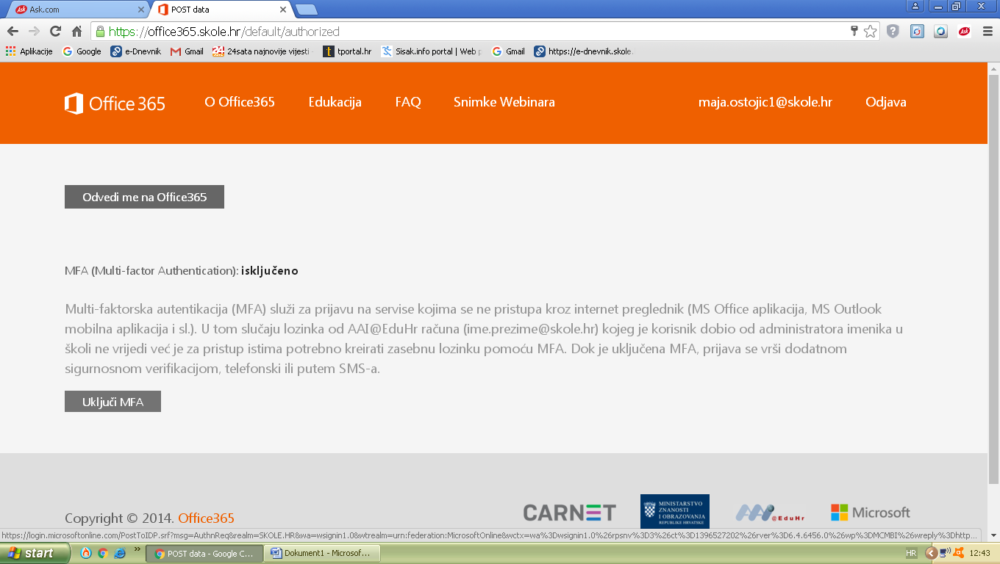 Ask.com
POST data
https://office365.skole.hr/default/authorized
Aplikacije Google e-Dnevnik Gmail 24sata najnovije vijesti tportal.hr Sisak.info portal | Web p Gmail https://e-dnevnik.skole.
Office 365 O Office365 Edukacija FAQ Snimke Webinara maja.ostojic1@skole.hr Odjava
Odvedi me na Office365
MFA (Multi-factor Authentication): isključeno
Multi-faktorska autentikacija (MFA) služi za prijavu na servise kojima se ne pristupa kroz internet preglednik (MS Office aplikacija, MS Outlook
mobilna aplikacija i sl.). U tom slučaju lozinka od AAI@EduHr računa (ime.prezime@skole.hr) kojeg je korisnik dobio od administratora imenika u
školi ne vrijedi već je za pristup istima potrebno kreirati zasebnu lozinku pomoću MFA. Dok je uključena MFA, prijava se vrši dodatnom
sigurnosnom verifikacijom, telefonski ili putem SMS-a.
Uključi MFA
Copyright © 2014. Office365
CARNET
MINISTARSTVO
ZNANOSTI
I OBRAZOVANJA
REPUBLIKE HRVATSKE
@EduHr
Microsoft
https://login.microsoftonline.com/PostToIDP.srf?msg=AuthnReq&realm=SKOLE.HR&wa=wsignin1.0&wtrealm=urn:federation:MicrosoftOnline&wctx=wa%3Dwsignin1.0%26rpsnv%3D3%26ct%3D1396527202%26rver%3D6.4.6456.0%26wp%3DMCMBI%26wreply%3Dhttp...
start POST data - Google C... Dokument1 - Microsof... HR 12:43